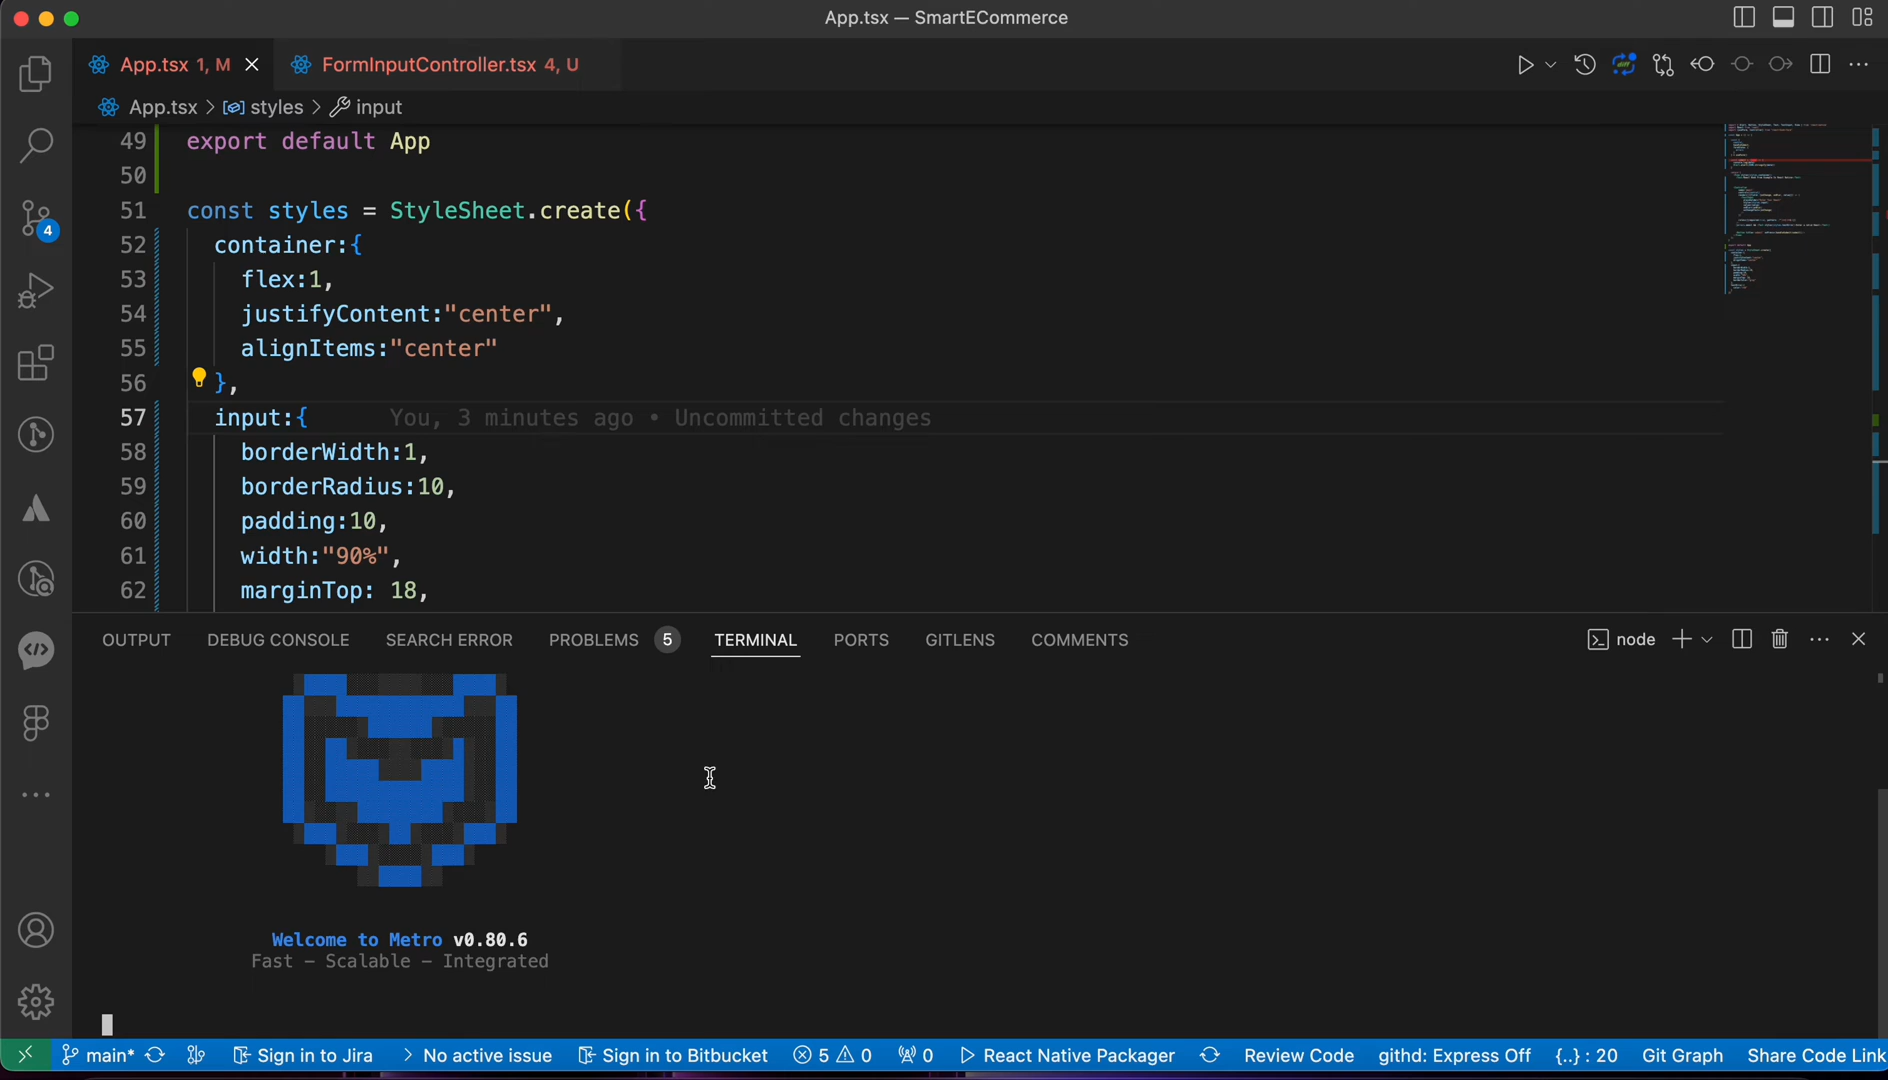 App.tsx — SmartECommerce
App.tsx 1, M
FormInputController.tsx 4, U
App.tsx > styles > input
49 export default App
50
51 const styles = StyleSheet.create({
52 container:{
53 flex:1,
54 justifyContent:"center",
55 alignItems:"center"
56 },
57 input:{ You, 3 minutes ago • Uncommitted changes
58 borderWidth:1,
59 borderRadius:10,
60 padding:10,
61 width:"90%",
62 marginTop: 18,
4
OUTPUT DEBUG CONSOLE SEARCH ERROR PROBLEMS 5 TERMINAL PORTS GITLENS COMMENTS
node
Welcome to Metro v0.80.6
Fast – Scalable – Integrated
main* Sign in to Jira No active issue Sign in to Bitbucket 5 0 0 React Native Packager Review Code githd: Express Off {..} : 20 Git Graph Share Code Link